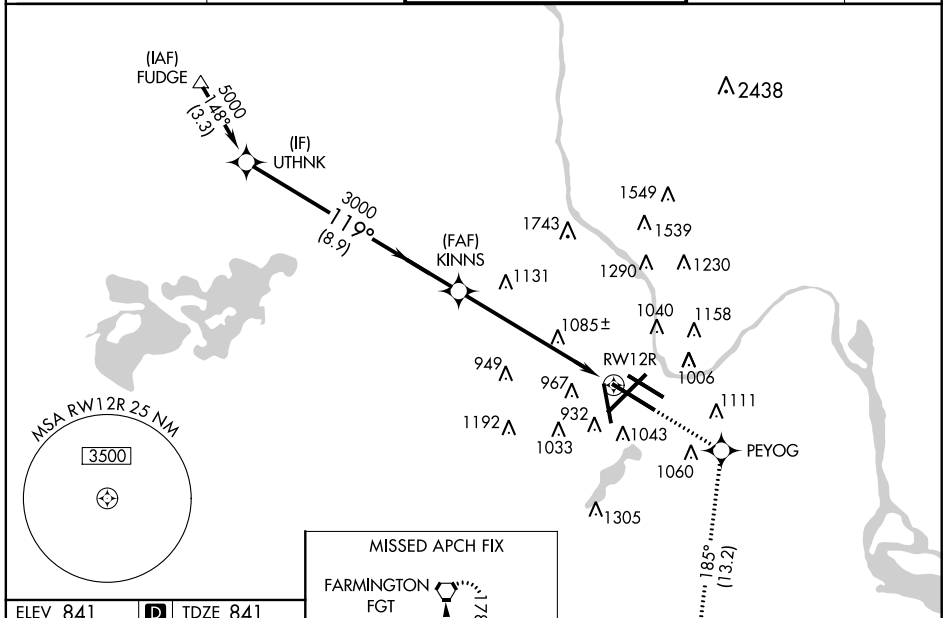 (IAF)
FUDGE
5000
148°
(3.3)
2438
(IF)
UTHNK
3000
119°
(8.9)
1549
1743
1539
(FAF)
KINNS
1290
1230
1131
1040
1158
1085±
RW12R
949
967
1006
1111
1192
1033
932
1043
PEYOG
1060
MSA RW12R 25 NM
3500
1305
185°
(13.2)
MISSED APCH FIX
FARMINGTON
FGT
ELEV 841
D
TDZE 841